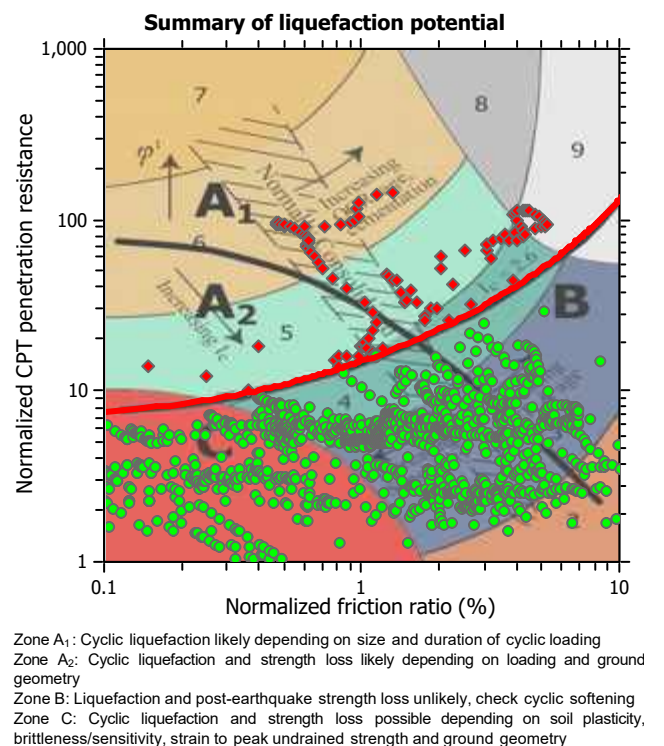 Summary of liquefaction potential
1,000
7
8
9
φ'
Increasing
A1
100
6
A2
Increasing Ic
5
B
10
4
C
2
1
0.1
1
10
Normalized CPT penetration resistance
Normalized friction ratio (%)
Zone A1: Cyclic liquefaction likely depending on size and duration of cyclic loading
Zone A2: Cyclic liquefaction and strength loss likely depending on loading and ground
geometry
Zone B: Liquefaction and post-earthquake strength loss unlikely, check cyclic softening
Zone C: Cyclic liquefaction and strength loss possible depending on soil plasticity,
brittleness/sensitivity, strain to peak undrained strength and ground geometry